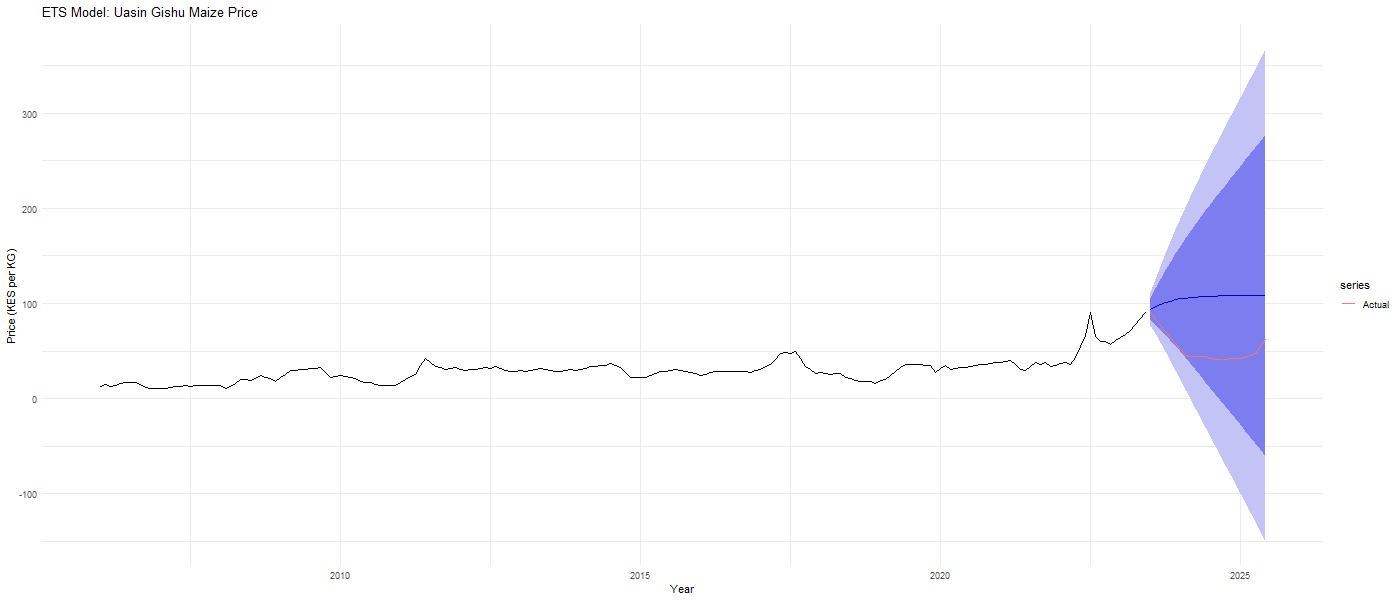 ETS Model: Uasin Gishu Maize Price
300
200
100
0
-100
Price (KES per KG)
2010
2015
2020
2025
Year
series
Actual